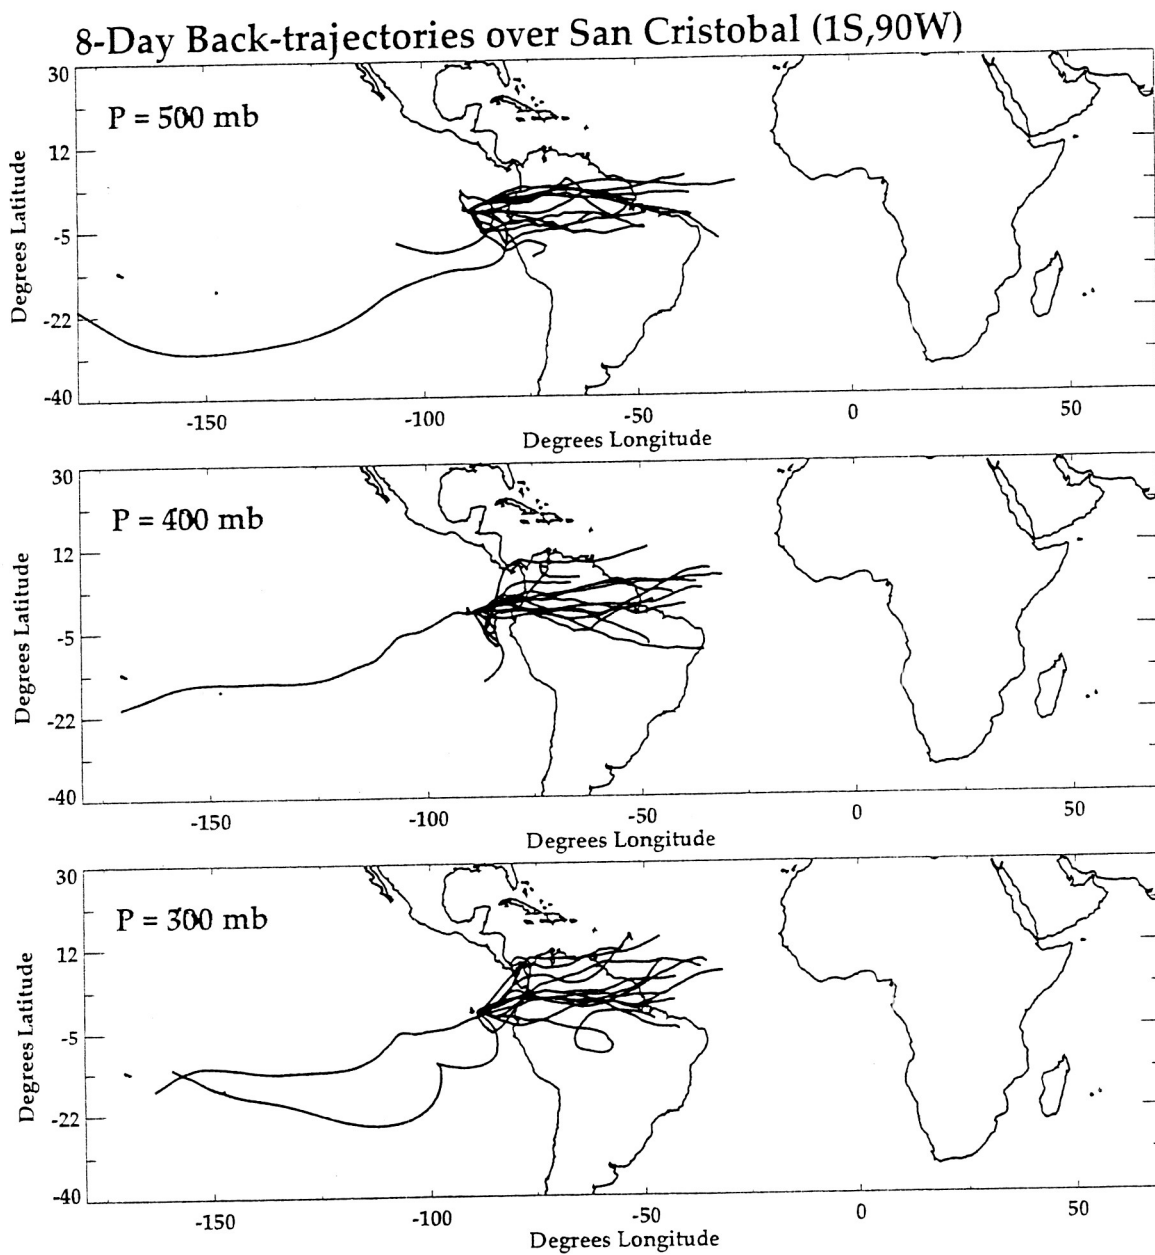 8-Day Back-trajectories over San Cristobal (1S,90W)
P = 500 mb
Degrees Latitude
30
12
-5
-22
-40
-150 -100 -50 0 50
Degrees Longitude
P = 400 mb
Degrees Latitude
30
12
-5
-22
-40
-150 -100 -50 0 50
Degrees Longitude
P = 300 mb
Degrees Latitude
30
12
-5
-22
-40
-150 -100 -50 0 50
Degrees Longitude